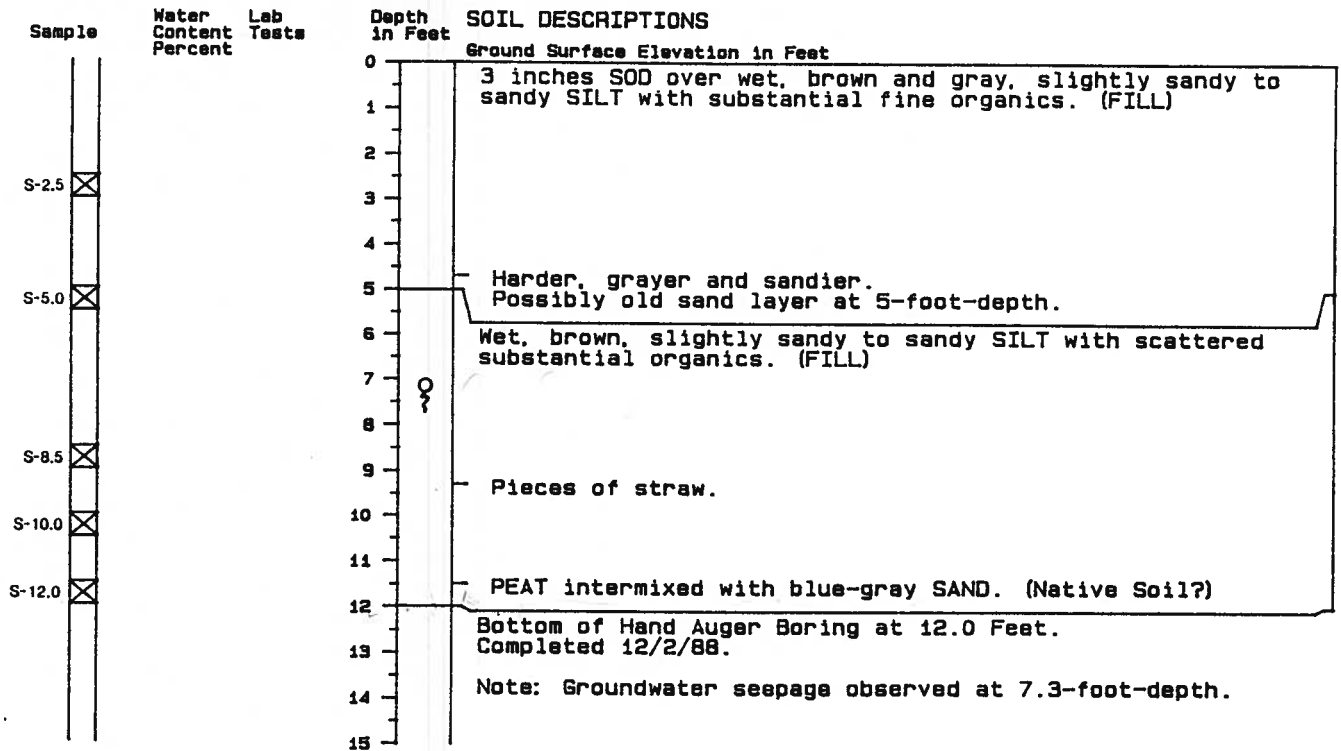 Sample
Water Content Percent
Lab Tests
Depth in Feet
SOIL DESCRIPTIONS
Ground Surface Elevation in Feet
0
3 inches SOD over wet, brown and gray, slightly sandy to
sandy SILT with substantial fine organics. (FILL)
1
2
S-2.5
3
4
Harder, grayer and sandier.
5
S-5.0
Possibly old sand layer at 5-foot-depth.
6
Wet, brown, slightly sandy to sandy SILT with scattered
substantial organics. (FILL)
7
8
S-8.5
9
Pieces of straw.
10
S-10.0
11
S-12.0
PEAT intermixed with blue-gray SAND. (Native Soil?)
12
Bottom of Hand Auger Boring at 12.0 Feet.
13
Completed 12/2/88.
14
Note: Groundwater seepage observed at 7.3-foot-depth.
15